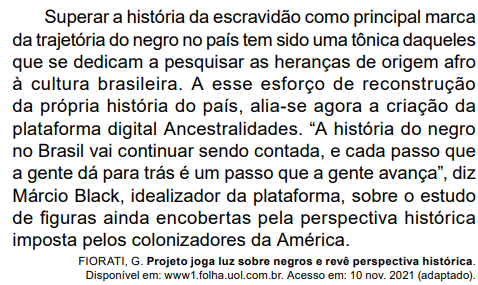 Superar a história da escravidão como principal marca
da trajetória do negro no país tem sido uma tônica daqueles
que se dedicam a pesquisar as heranças de origem afro
à cultura brasileira. A esse esforço de reconstrução
da própria história do país, alia-se agora a criação da
plataforma digital Ancestralidades. “A história do negro
no Brasil vai continuar sendo contada, e cada passo que
a gente dá para trás é um passo que a gente avança”, diz
Márcio Black, idealizador da plataforma, sobre o estudo
de figuras ainda encobertas pela perspectiva histórica
imposta pelos colonizadores da América.
FIORATI, G. Projeto joga luz sobre negros e revê perspectiva histórica.
Disponível em: www1.folha.uol.com.br. Acesso em: 10 nov. 2021 (adaptado).